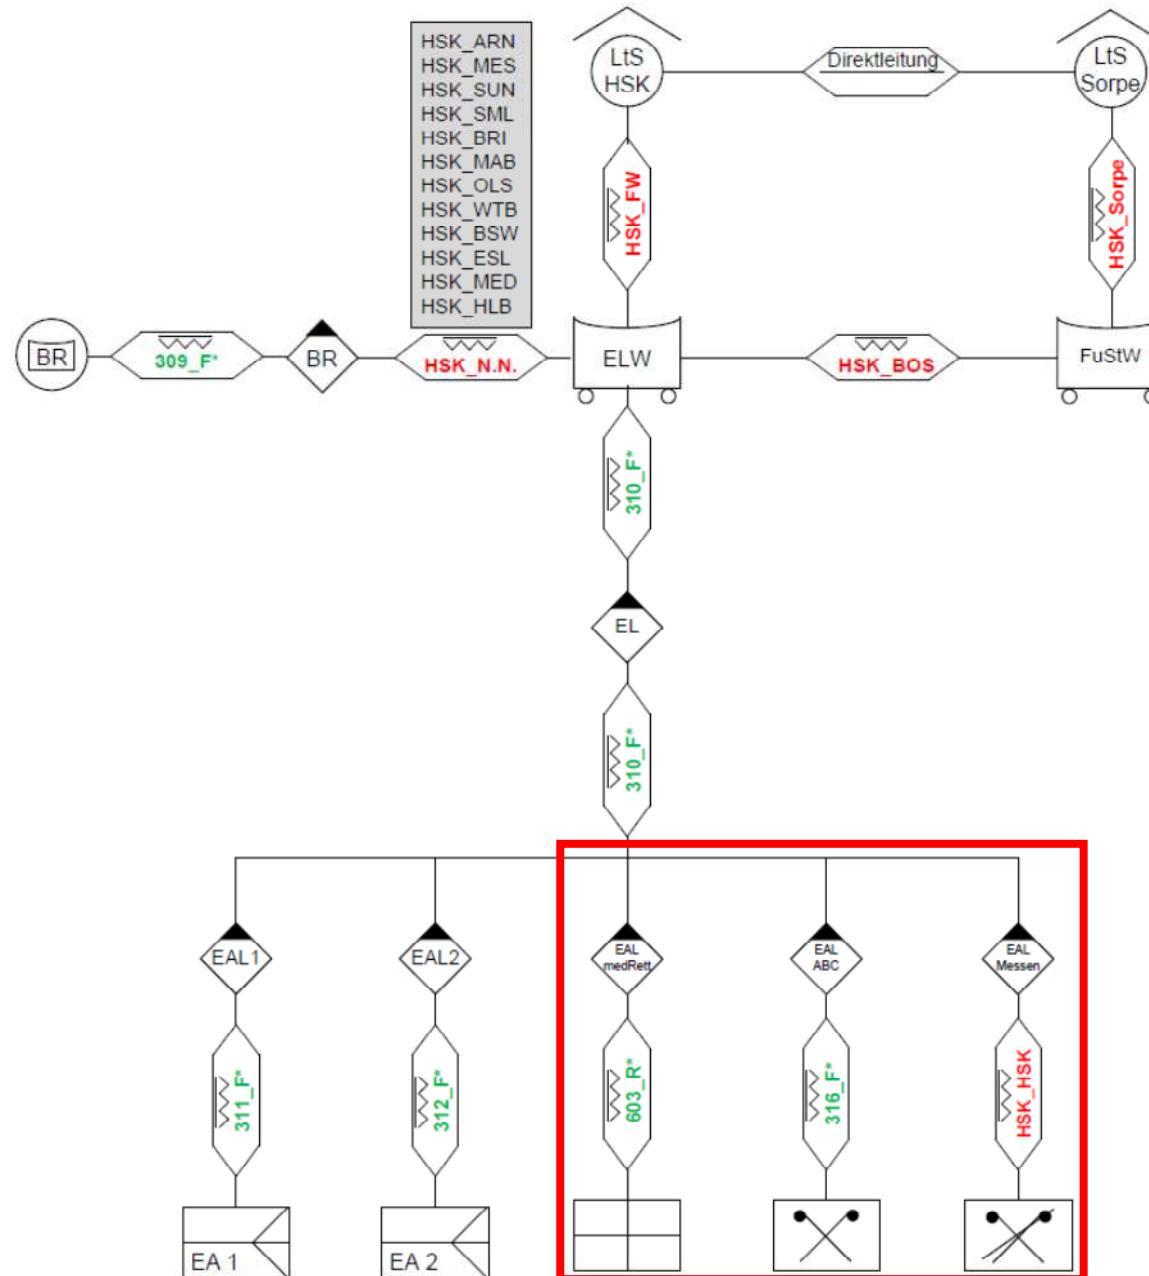 HSK_ARN
HSK_MES
HSK_SUN
HSK_SML
HSK_BRI
HSK_MAB
HSK_OLS
HSK_WTB
HSK_BSW
HSK_ESL
HSK_MED
HSK_HLB
LtS
HSK
Direktleitung
LtS
Sorpe
HSK_FW
HSK_Sorpe
BR
309_F*
BR
HSK_N.N.
ELW
HSK_BOS
FuStW
310_F*
EL
310_F*
EAL1
EAL2
EAL
medRett
EAL
ABC
EAL
Messen
311_F*
312_F*
603_R*
316_F*
HSK_HSK
EA 1
EA 2